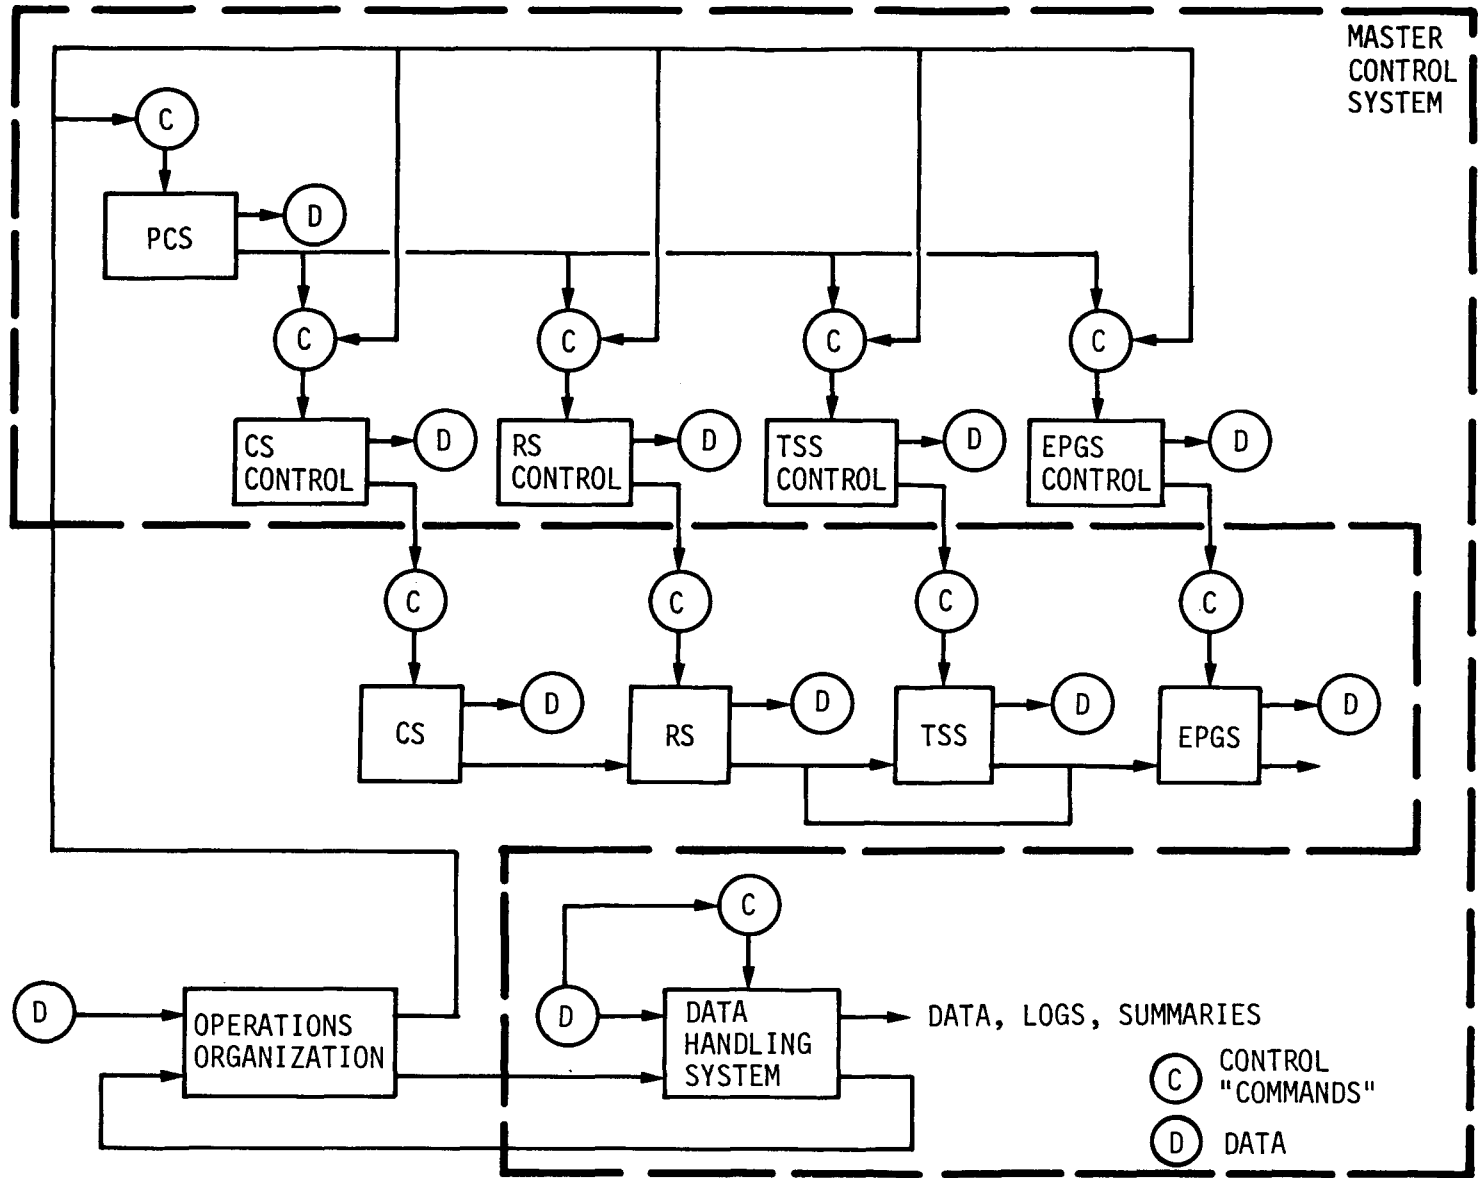 MASTER
CONTROL
SYSTEM
C
PCS
D
C
C
C
C
CS
CONTROL
D
RS
CONTROL
D
TSS
CONTROL
D
EPGS
CONTROL
D
C
C
C
C
CS
D
RS
D
TSS
D
EPGS
D
C
D
OPERATIONS
ORGANIZATION
D
DATA
HANDLING
SYSTEM
DATA, LOGS, SUMMARIES
C
CONTROL
"COMMANDS"
D
DATA